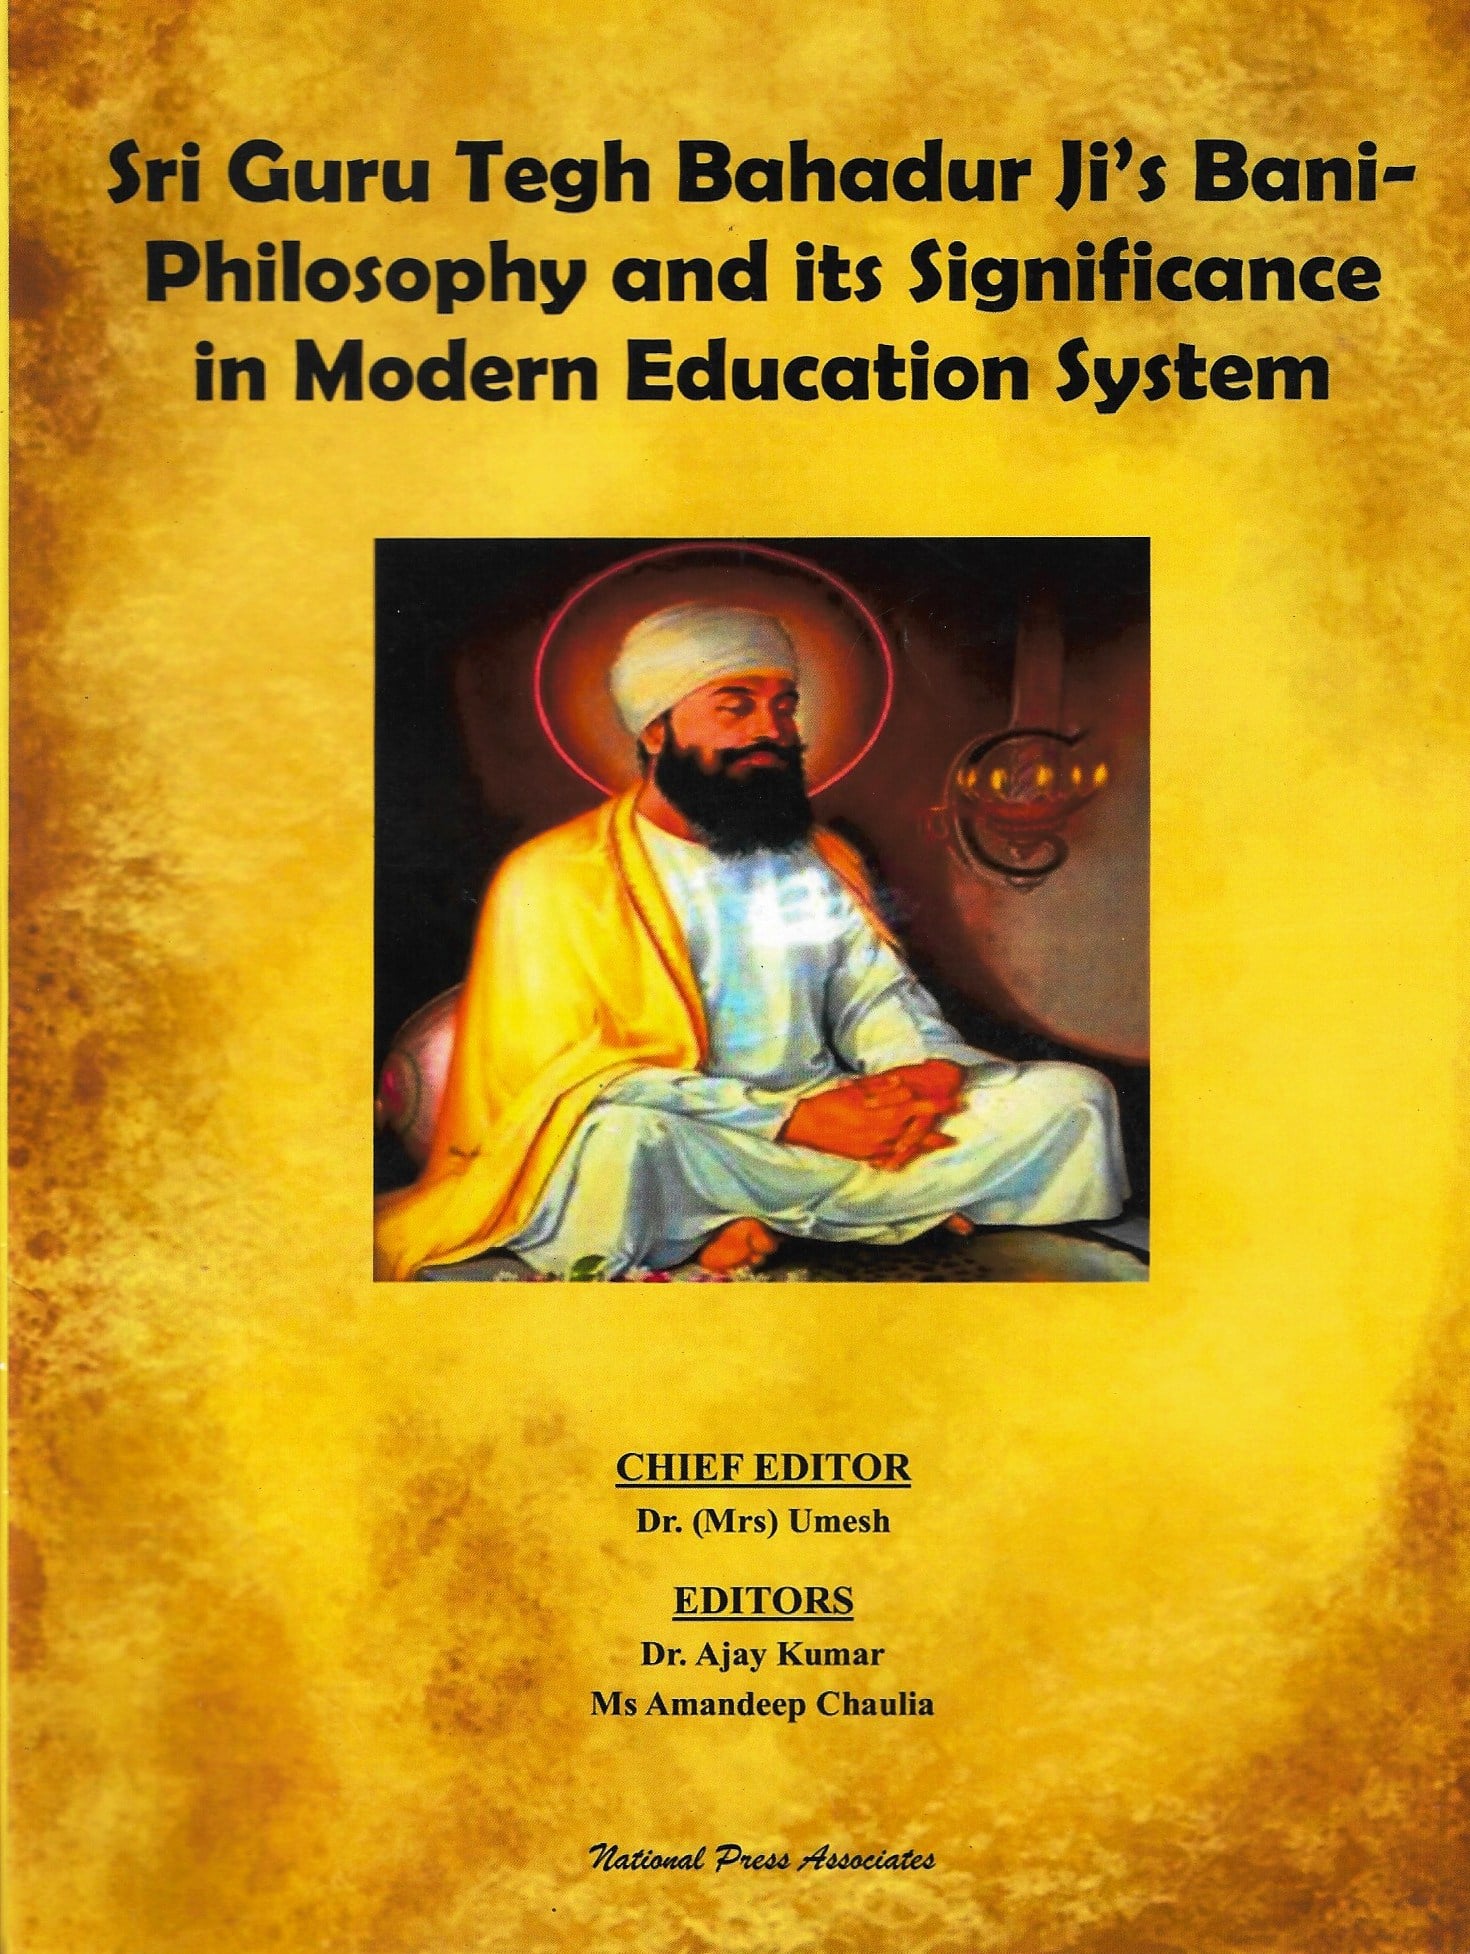 Sri Guru Tegh Bahadur Ji's Bani-
Philosophy and its Significance
in Modern Education System
CHIEF EDITOR
Dr. (Mrs) Umesh
EDITORS
Dr. Ajay Kumar
Ms Amandeep Chaulia
National Press Associates